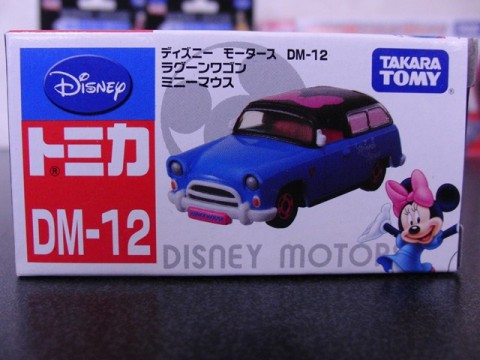 Disney
ディズニー モータース DM-12
ラグーンワゴン
ミニーマウス
TAKARA
TOMY
トミカ
®
DM-12
DISNEY MOTOR